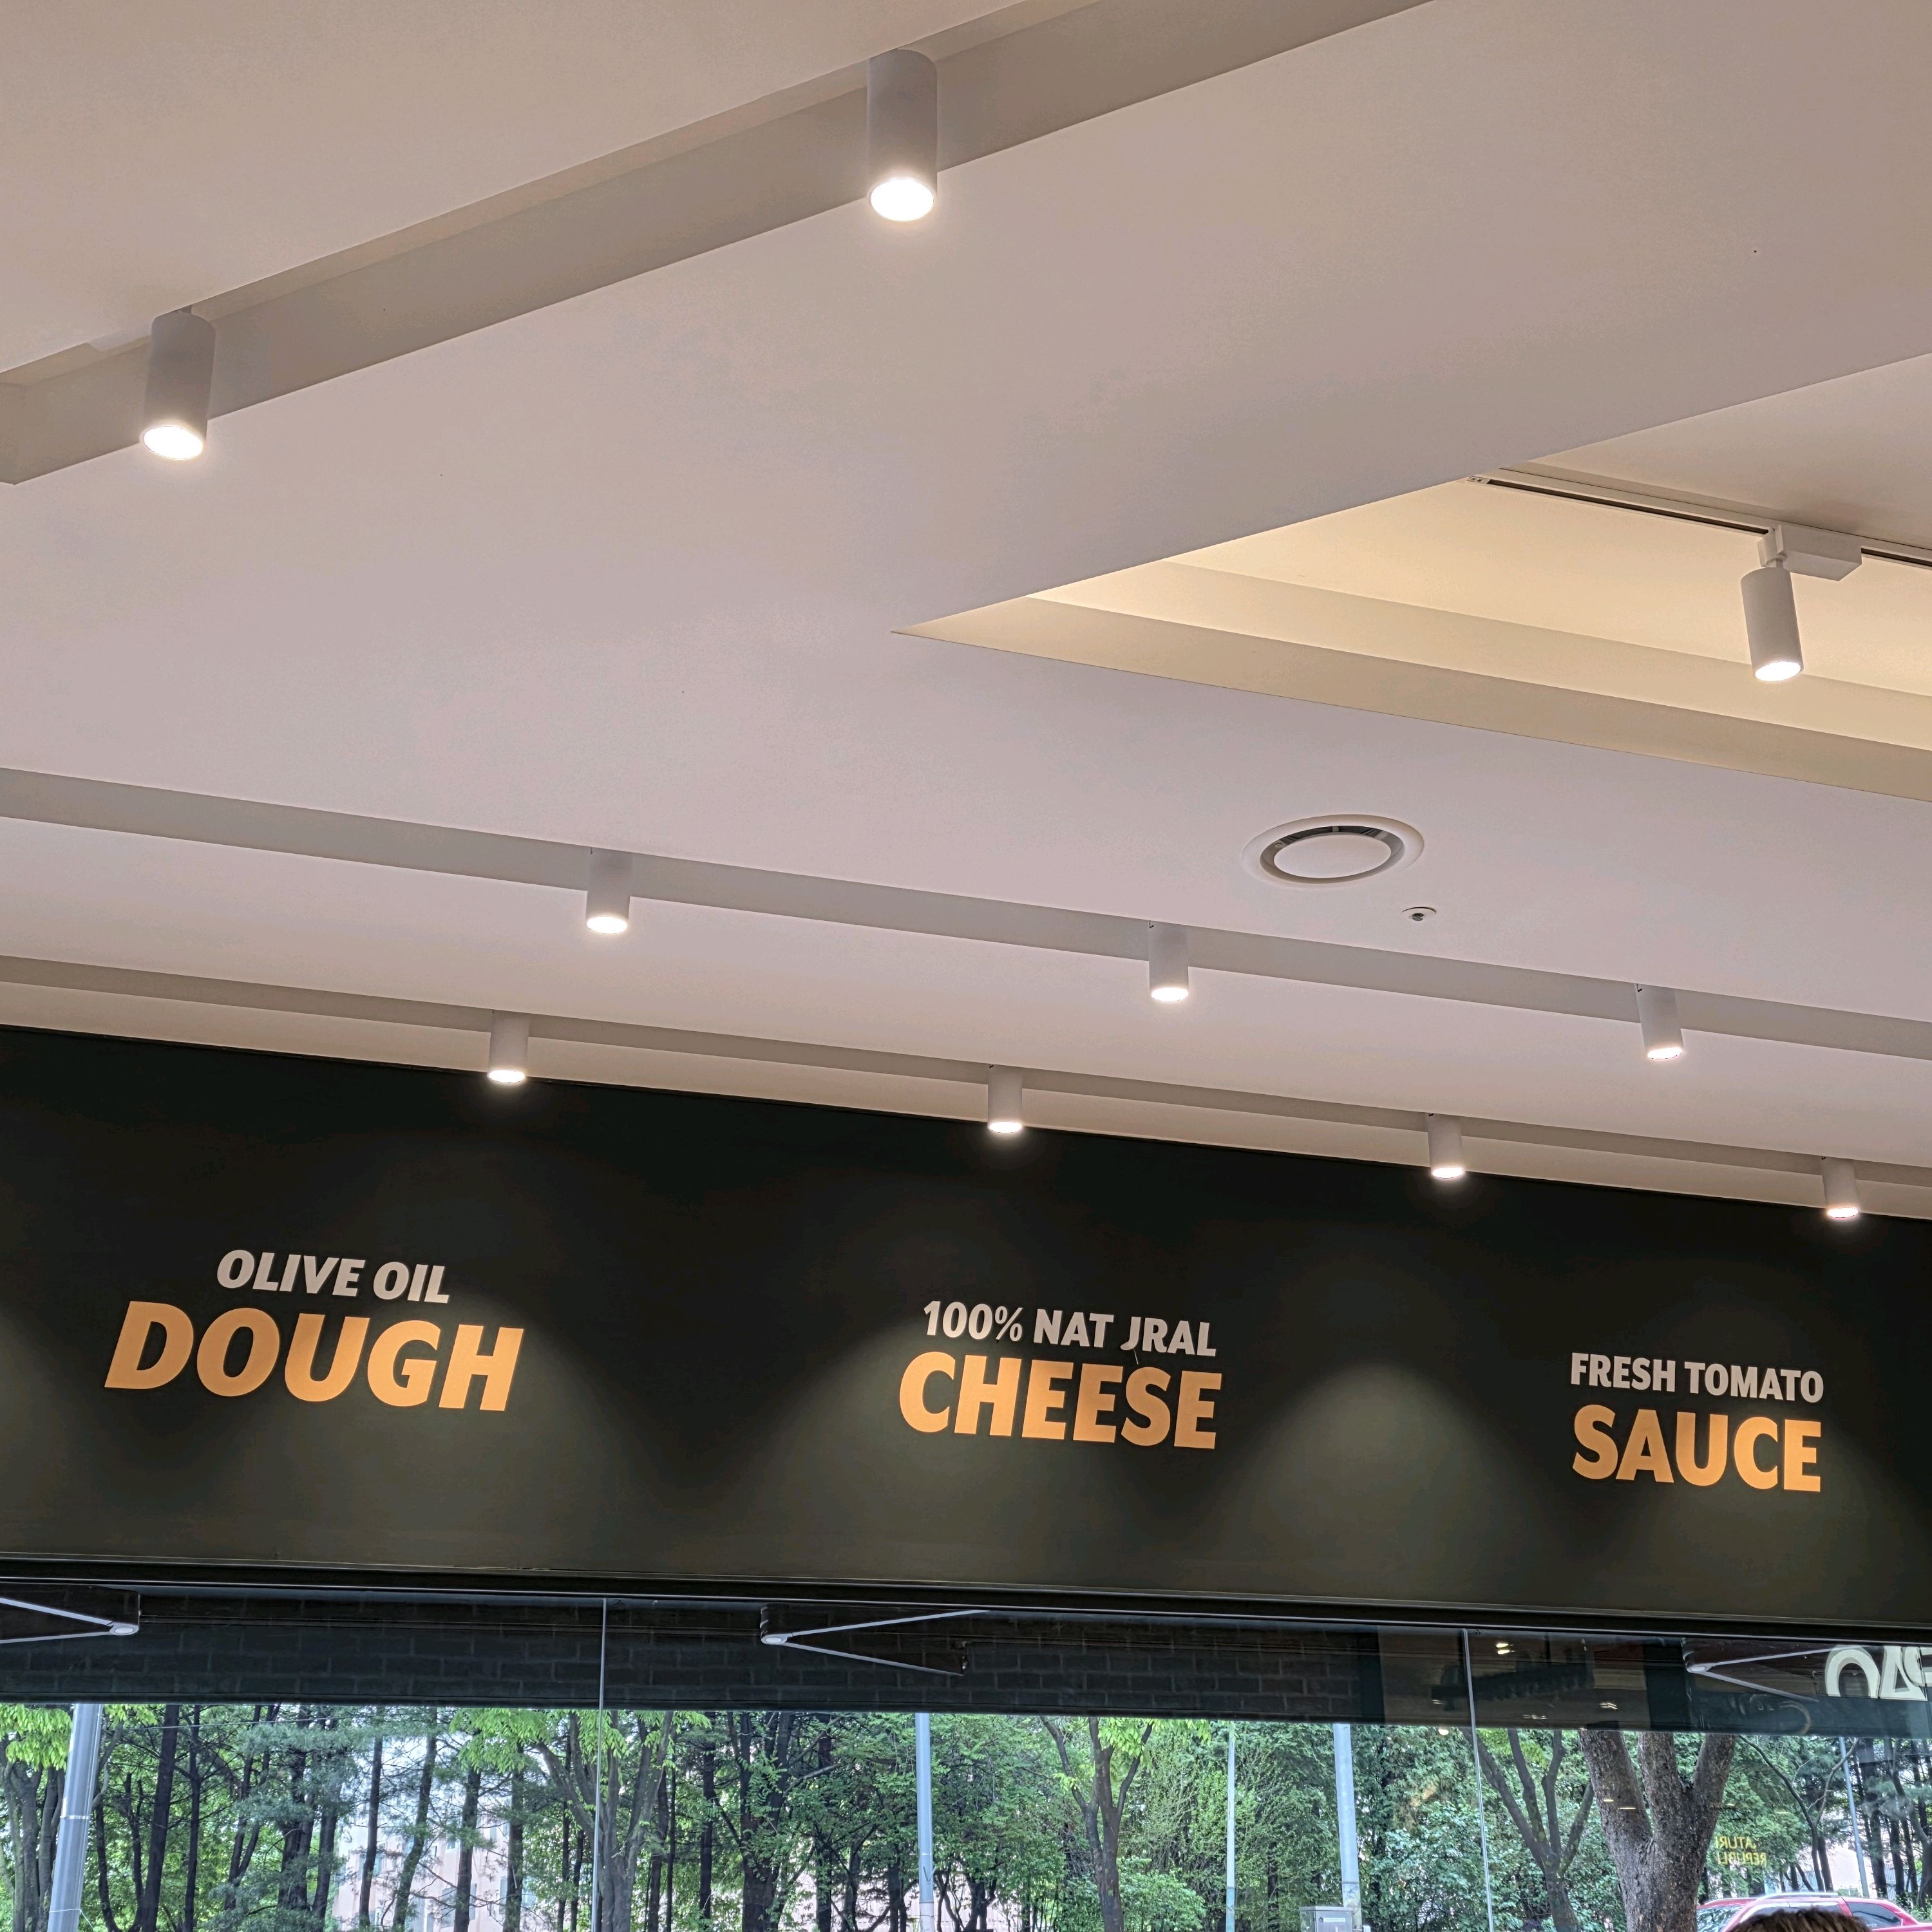 OLIVE OIL
DOUGH
100% NAT JRAL
CHEESE
FRESH TOMATO
SAUCE